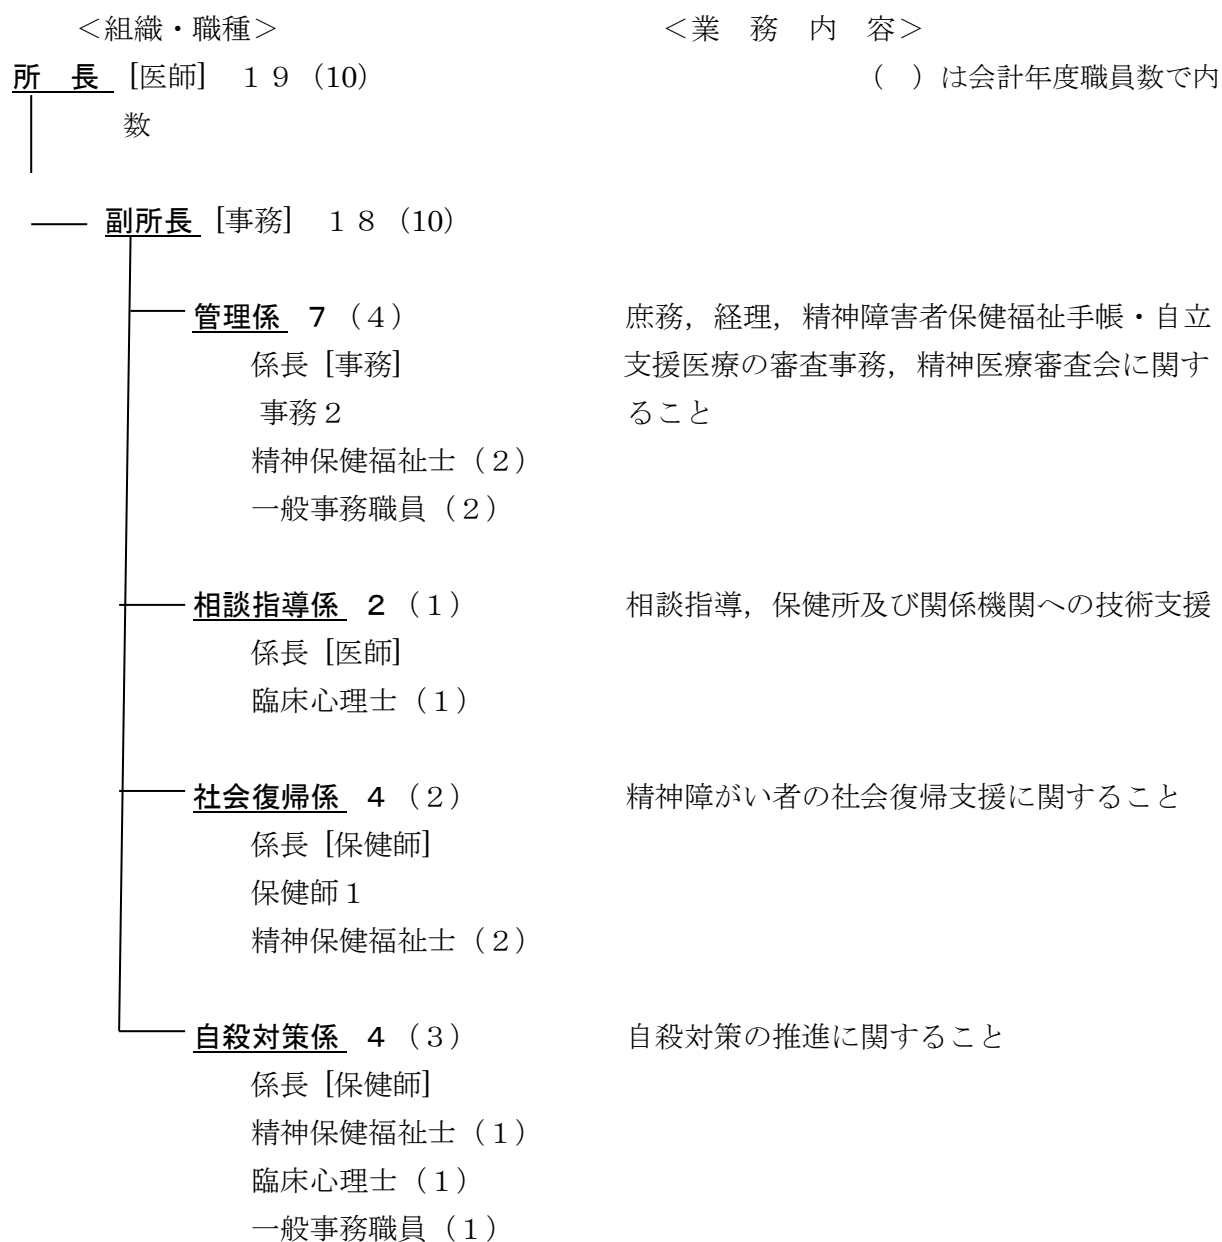 ＜組織・職種＞　　＜業　務　内　容＞
所　長　[医師]　１９（10）　　（　）は会計年度職員数で内
数
副所長　[事務]　１８（10）
管理係　７（４）　　庶務，経理，精神障害者保健福祉手帳・自立
係長［事務］　　支援医療の審査事務，精神医療審査会に関す
事務２　　ること
精神保健福祉士（２）
一般事務職員（２）
相談指導係　２（１）　　相談指導，保健所及び関係機関への技術支援
係長［医師］
臨床心理士（１）
社会復帰係　４（２）　　精神障がい者の社会復帰支援に関すること
係長［保健師］
保健師１
精神保健福祉士（２）
自殺対策係　４（３）　　自殺対策の推進に関すること
係長［保健師］
精神保健福祉士（１）
臨床心理士（１）
一般事務職員（１）